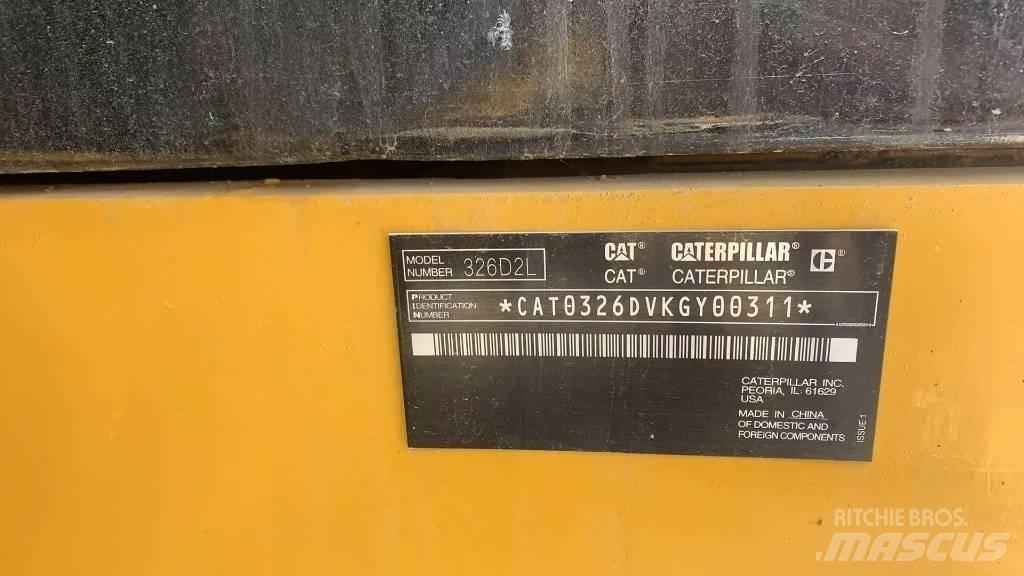 MODEL NUMBER 326D2L
CAT® CATERPILLAR® C®
CAT® CATERPILLAR®
PRODUCT IDENTIFICATION NUMBER *CAT0326DVKGY00311*
CATERPILLAR INC.
PEORIA, IL 61629
USA
MADE IN CHINA
OF DOMESTIC AND
FOREIGN COMPONENTS
ISSUE 1
RITCHIE BROS.
MASCUS